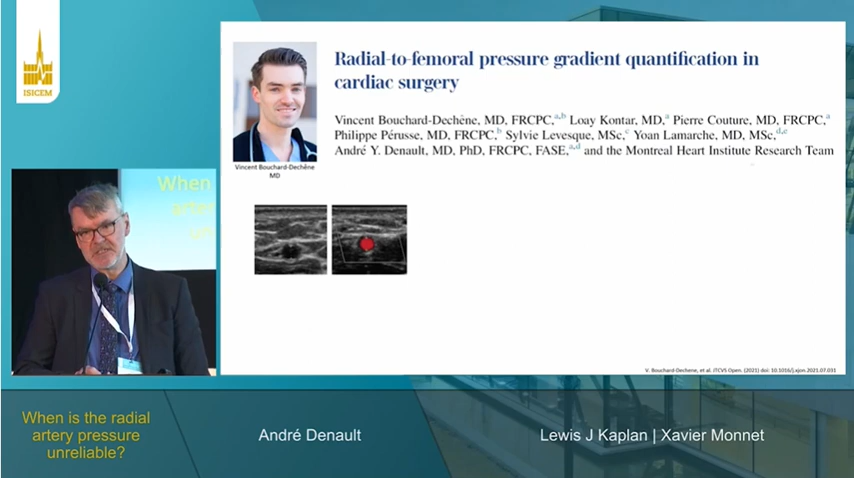 ISICEM
Radial-to-femoral pressure gradient quantification in
cardiac surgery
Vincent Bouchard-Dechêne, MD, FRCPC,a,b Loay Kontar, MD,a Pierre Couture, MD, FRCPC,a
Philippe Pérusse, MD, FRCPC,b Sylvie Levesque, MSc,c Yoan Lamarche, MD, MSc,d,e
André Y. Denault, MD, PhD, FRCPC, FASE,a,d and the Montreal Heart Institute Research Team
Vincent Bouchard-Dechêne
MD
When
arter
V. Bouchard-Dechene, et al. JTCVS Open. (2021) doi: 10.1016/j.xjon.2021.07.031
When is the radial
artery pressure
unreliable?
André Denault
Lewis J Kaplan | Xavier Monnet